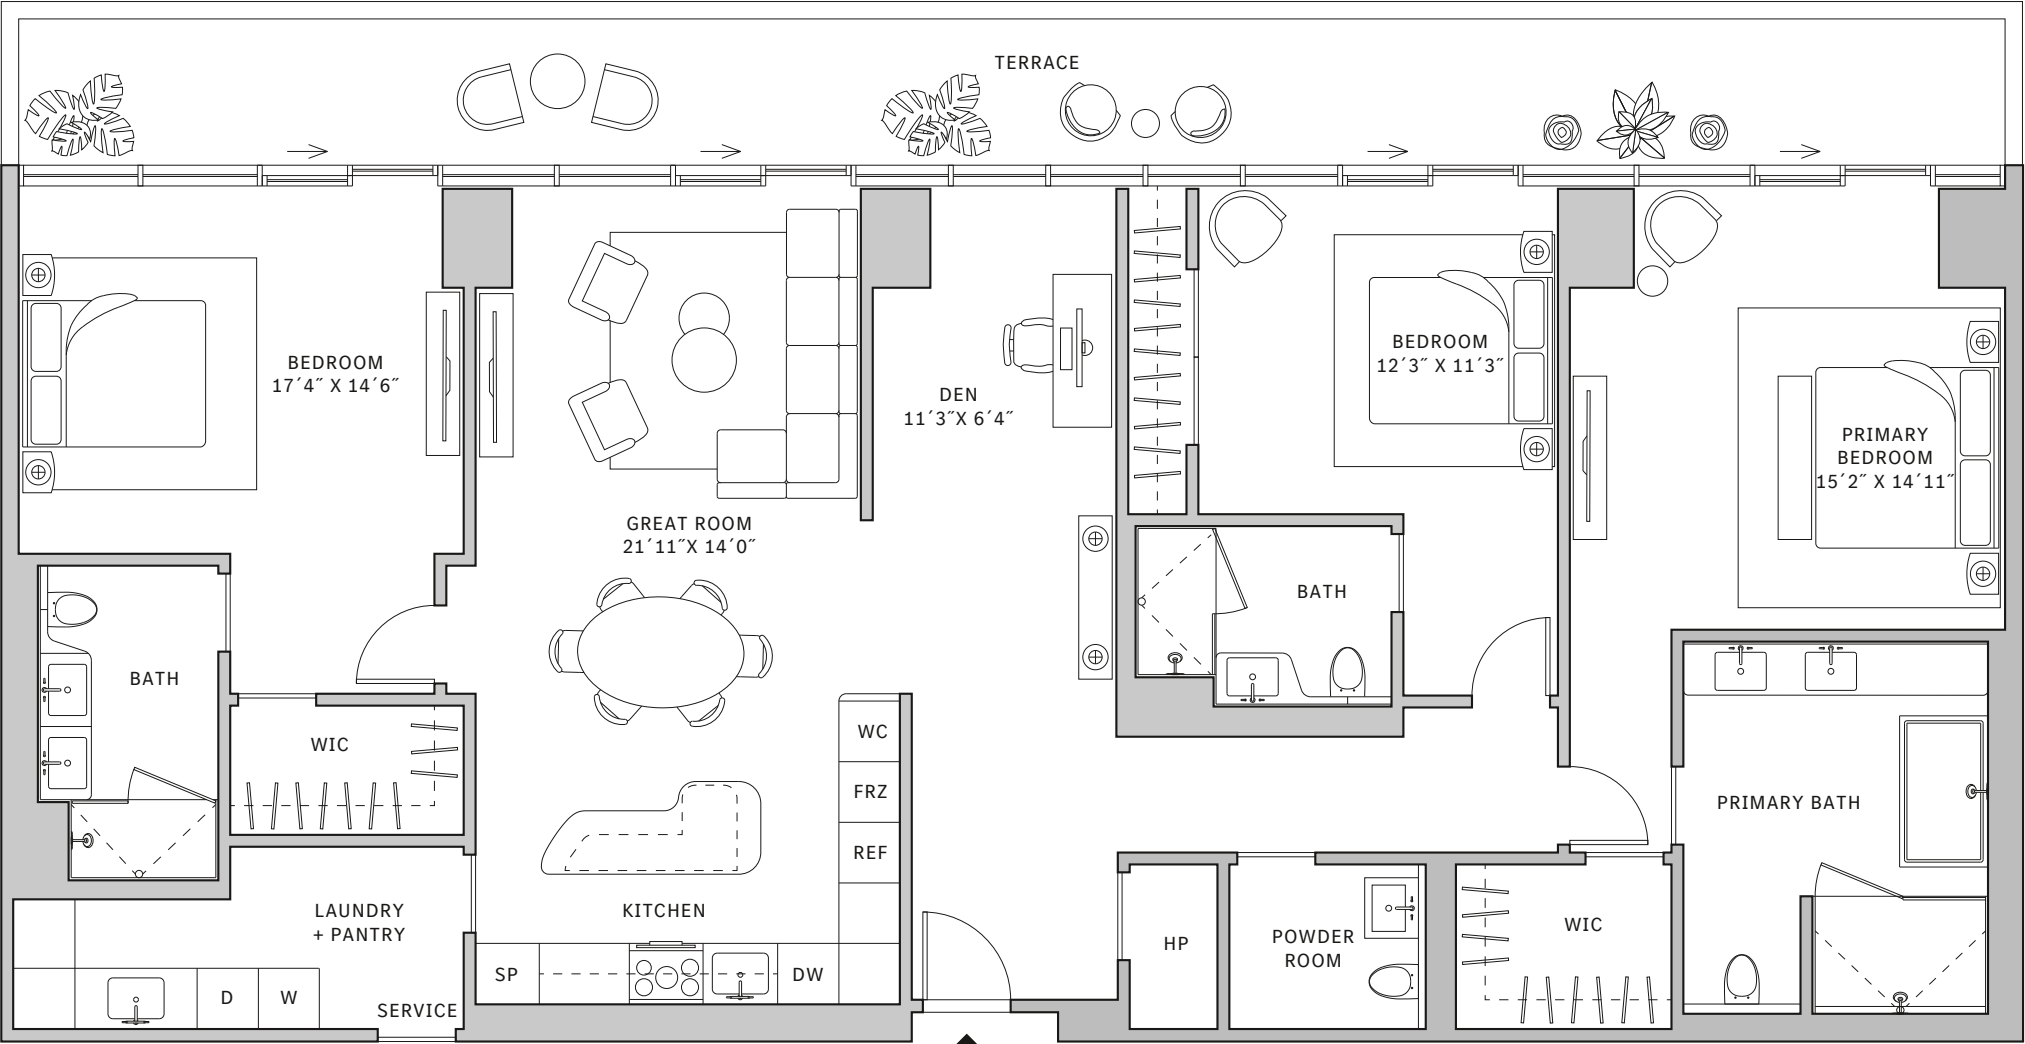 TERRACE
BEDROOM
17´4˝ X 14´6˝
BEDROOM
12´3˝ X 11´3˝
DEN
11´3˝X 6´4˝
PRIMARY
BEDROOM
15´2˝ X 14´11˝
GREAT ROOM
21´11˝X 14´0˝
BATH
BATH
WIC
WC
FRZ
REF
PRIMARY BATH
LAUNDRY
+ PANTRY
KITCHEN
HP
POWDER
ROOM
WIC
SP
DW
D
W
SERVICE